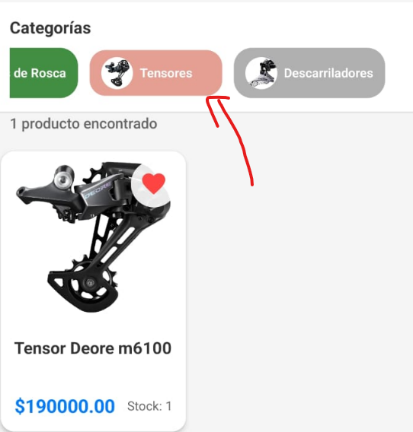 Categorías
de Rosca
Tensores
Descarriladores
1 producto encontrado
Tensor Deore m6100
$190000.00
Stock: 1